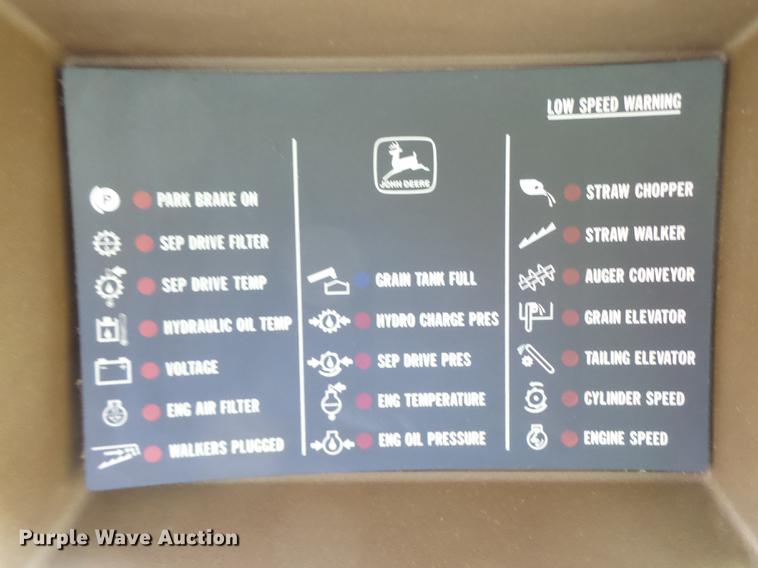 LOW SPEED WARNING
P
PARK BRAKE ON
SEP DRIVE FILTER
SEP DRIVE TEMP
HYDRAULIC OIL TEMP
VOLTAGE
ENG AIR FILTER
WALKERS PLUGGED
JOHN DEERE
GRAIN TANK FULL
HYDRO CHARGE PRES
SEP DRIVE PRES
ENG TEMPERATURE
ENG OIL PRESSURE
STRAW CHOPPER
STRAW WALKER
AUGER CONVEYOR
GRAIN ELEVATOR
TAILING ELEVATOR
CYLINDER SPEED
ENGINE SPEED
Purple Wave Auction